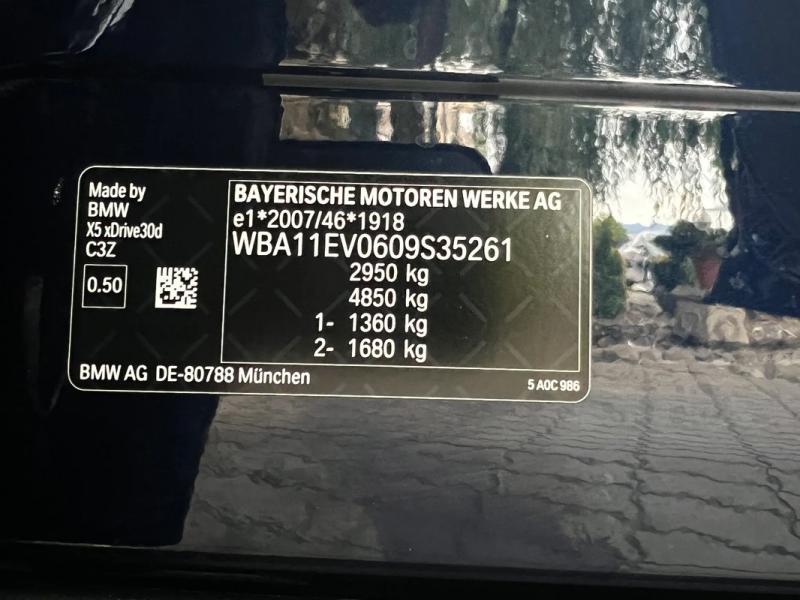 Made by
BMW
X5 xDrive30d
C3Z
0.50
BAYERISCHE MOTOREN WERKE AG
e1*2007/46*1918
WBA11EV0609S35261
2950 kg
4850 kg
1- 1360 kg
2- 1680 kg
BMW AG DE-80788 München
5 A0C 986